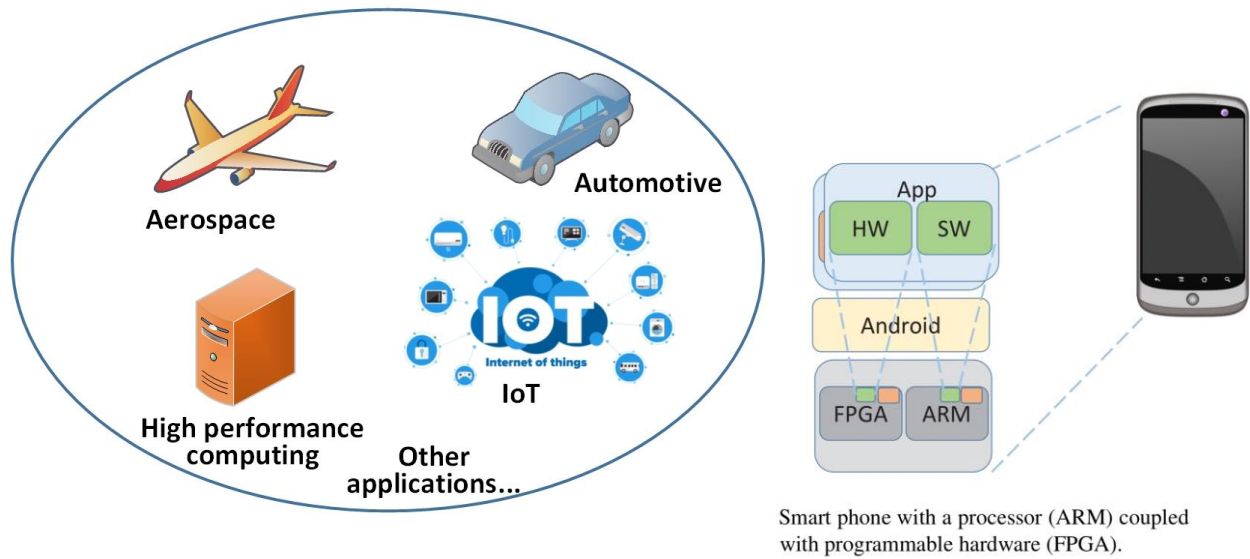 Aerospace
Automotive
IOT
Internet of things
IoT
High performance
computing
Other
applications...
App
HW
SW
Android
FPGA
ARM
Smart phone with a processor (ARM) coupled
with programmable hardware (FPGA).